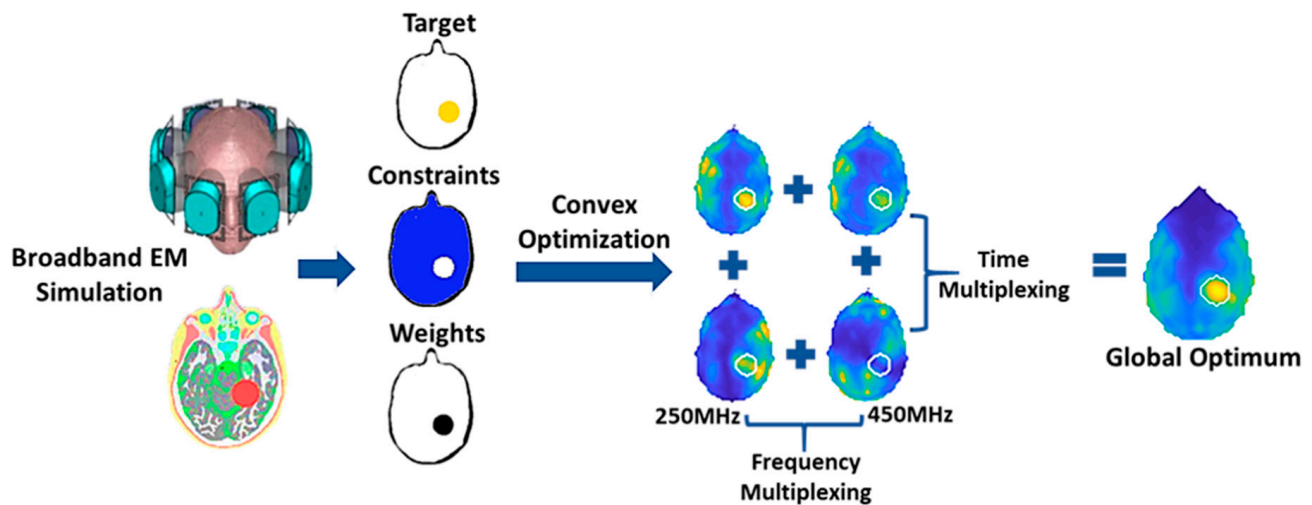 Broadband EM
Simulation
Target
Constraints
Weights
Convex
Optimization
250MHz
450MHz
Frequency
Multiplexing
Time
Multiplexing
Global Optimum